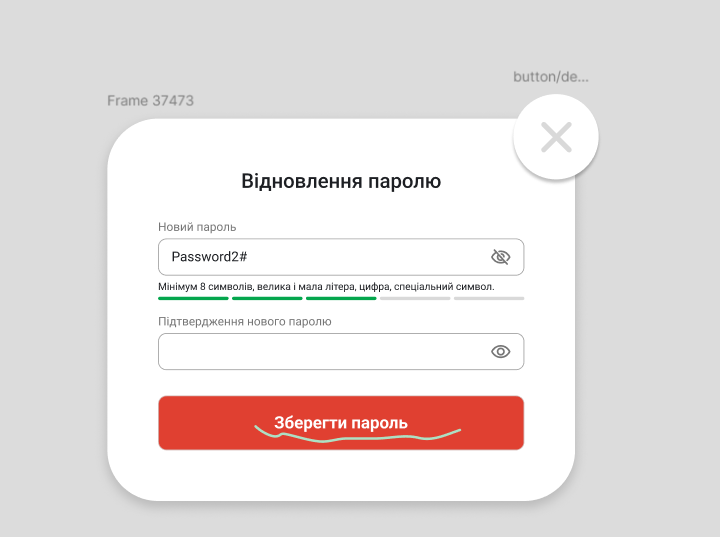 button/de...
Frame 37473
Відновлення паролю
Новий пароль
Password2#
Мінімум 8 символів, велика і мала літера, цифра, спеціальний символ.
Підтвердження нового паролю
Зберегти пароль